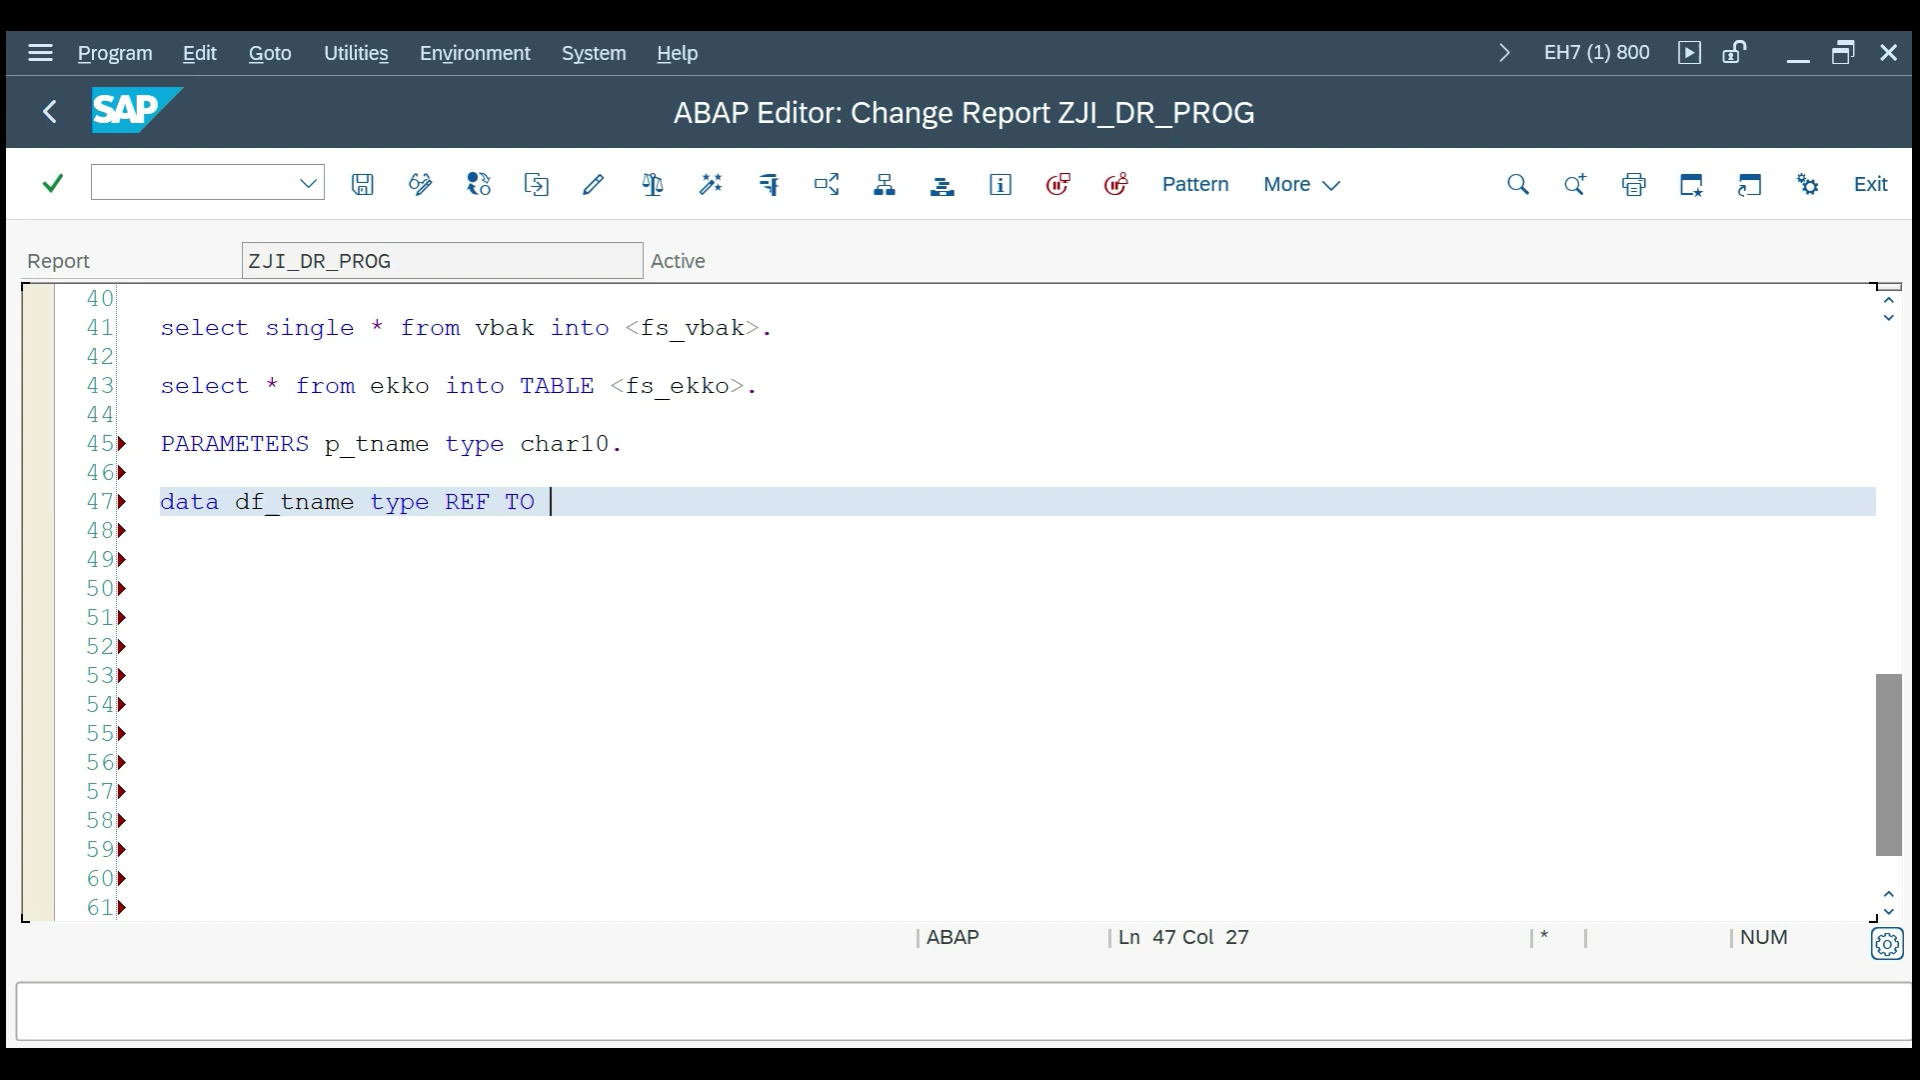 Program Edit Goto Utilities Environment System Help EH7 (1) 800
SAP ABAP Editor: Change Report ZJI_DR_PROG
Pattern More Exit
Report ZJI_DR_PROG Active
40
41 select single * from vbak into <fs_vbak>.
42
43 select * from ekko into TABLE <fs_ekko>.
44
45 PARAMETERS p_tname type char10.
46
47 data df_tname type REF TO
48
49
50
51
52
53
54
55
56
57
58
59
60
61
ABAP Ln 47 Col 27 * NUM